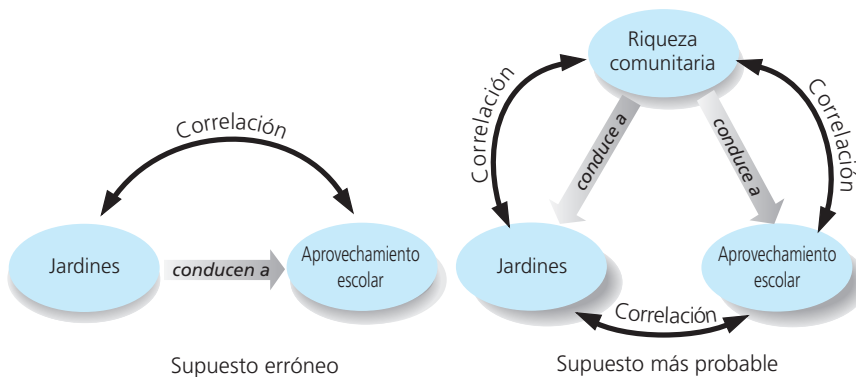 Correlación
Jardines
conducen a
Aprovechamiento
escolar
Supuesto erróneo
Riqueza
comunitaria
Correlación
Correlación
conduce a
conduce a
Jardines
Aprovechamiento
escolar
Correlación
Supuesto más probable